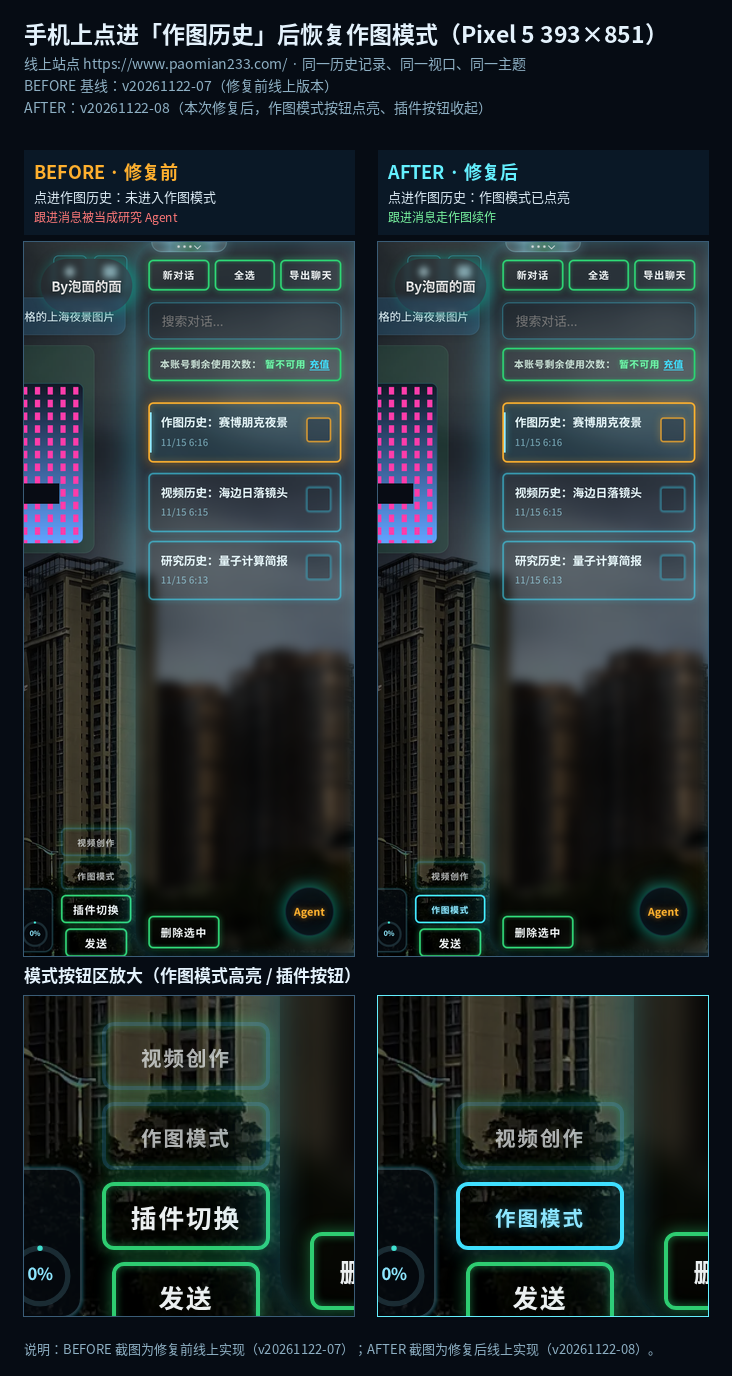 手机上点进「作图历史」后恢复作图模式（Pixel 5 393×851）
线上站点 https://www.paomian233.com/ · 同一历史记录、同一视口、同一主题
BEFORE 基线：v20261122-07（修复前线上版本）
AFTER：v20261122-08（本次修复后，作图模式按钮点亮、插件按钮收起）
BEFORE · 修复前
点进作图历史：未进入作图模式
跟进消息被当成研究 Agent
AFTER · 修复后
点进作图历史：作图模式已点亮
跟进消息走作图续作
By泡面的面
格的上海夜景图片
新对话
全选
导出聊天
搜索对话...
本账号剩余使用次数： 暂不可用 充值
作图历史：赛博朋克夜景
11/15 6:16
视频历史：海边日落镜头
11/15 6:15
研究历史：量子计算简报
11/15 6:13
视频创作
作图模式
插件切换
0%
发送
删除选中
Agent
By泡面的面
格的上海夜景图片
新对话
全选
导出聊天
搜索对话...
本账号剩余使用次数： 暂不可用 充值
作图历史：赛博朋克夜景
11/15 6:16
视频历史：海边日落镜头
11/15 6:15
研究历史：量子计算简报
11/15 6:13
视频创作
作图模式
0%
发送
删除选中
Agent
模式按钮区放大（作图模式高亮 / 插件按钮）
视频创作
作图模式
插件切换
0%
发送
删
视频创作
作图模式
0%
发送
删
说明：BEFORE 截图为修复前线上实现（v20261122-07）；AFTER 截图为修复后线上实现（v20261122-08）。